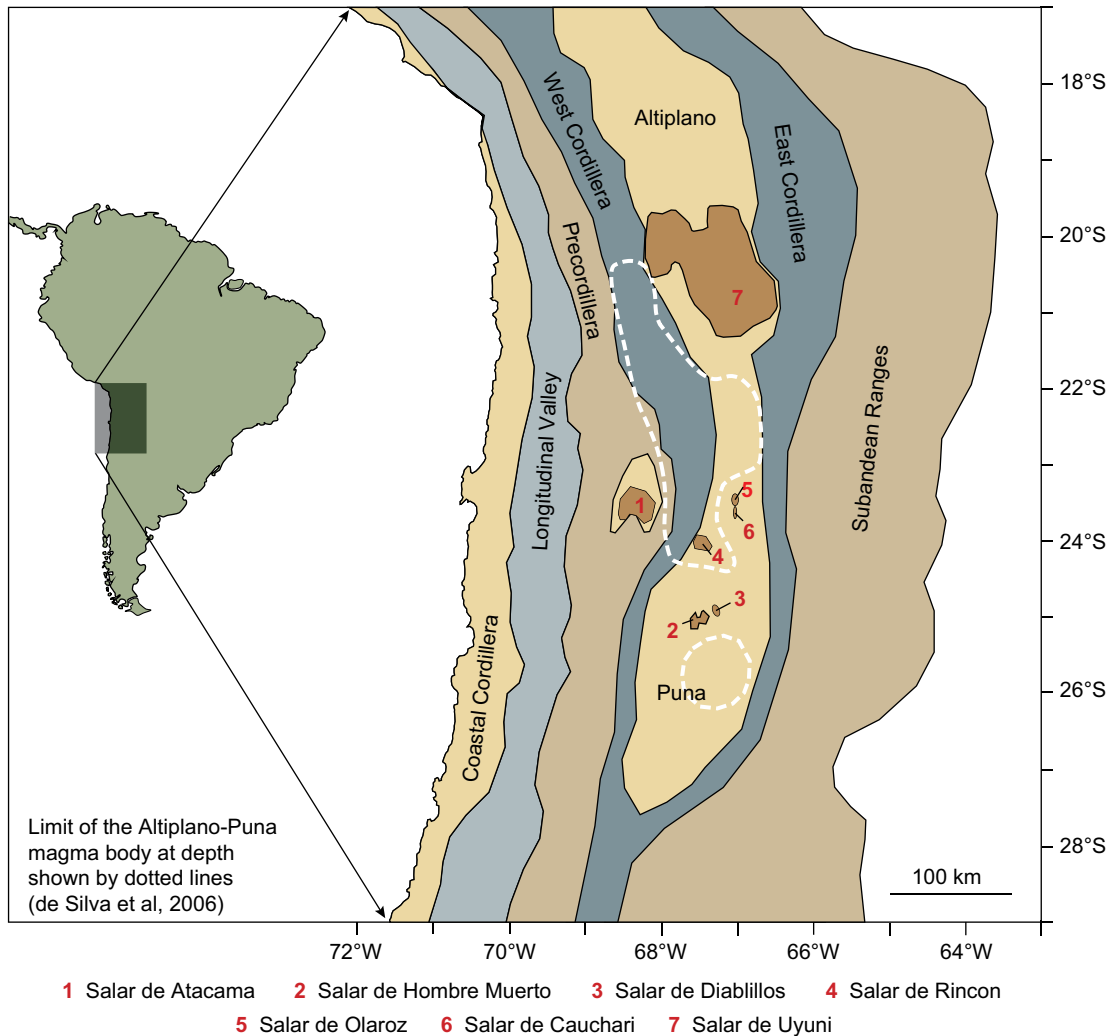 18°S
20°S
22°S
24°S
26°S
28°S
72°W
70°W
68°W
66°W
64°W
Altiplano
West Cordillera
East Cordillera
Precordillera
Longitudinal Valley
Subandean Ranges
Coastal Cordillera
Puna
7
1
5
6
4
3
2
Limit of the Altiplano-Puna
magma body at depth
shown by dotted lines
(de Silva et al, 2006)
100 km
1 Salar de Atacama 2 Salar de Hombre Muerto 3 Salar de Diablillos 4 Salar de Rincon
5 Salar de Olaroz 6 Salar de Cauchari 7 Salar de Uyuni